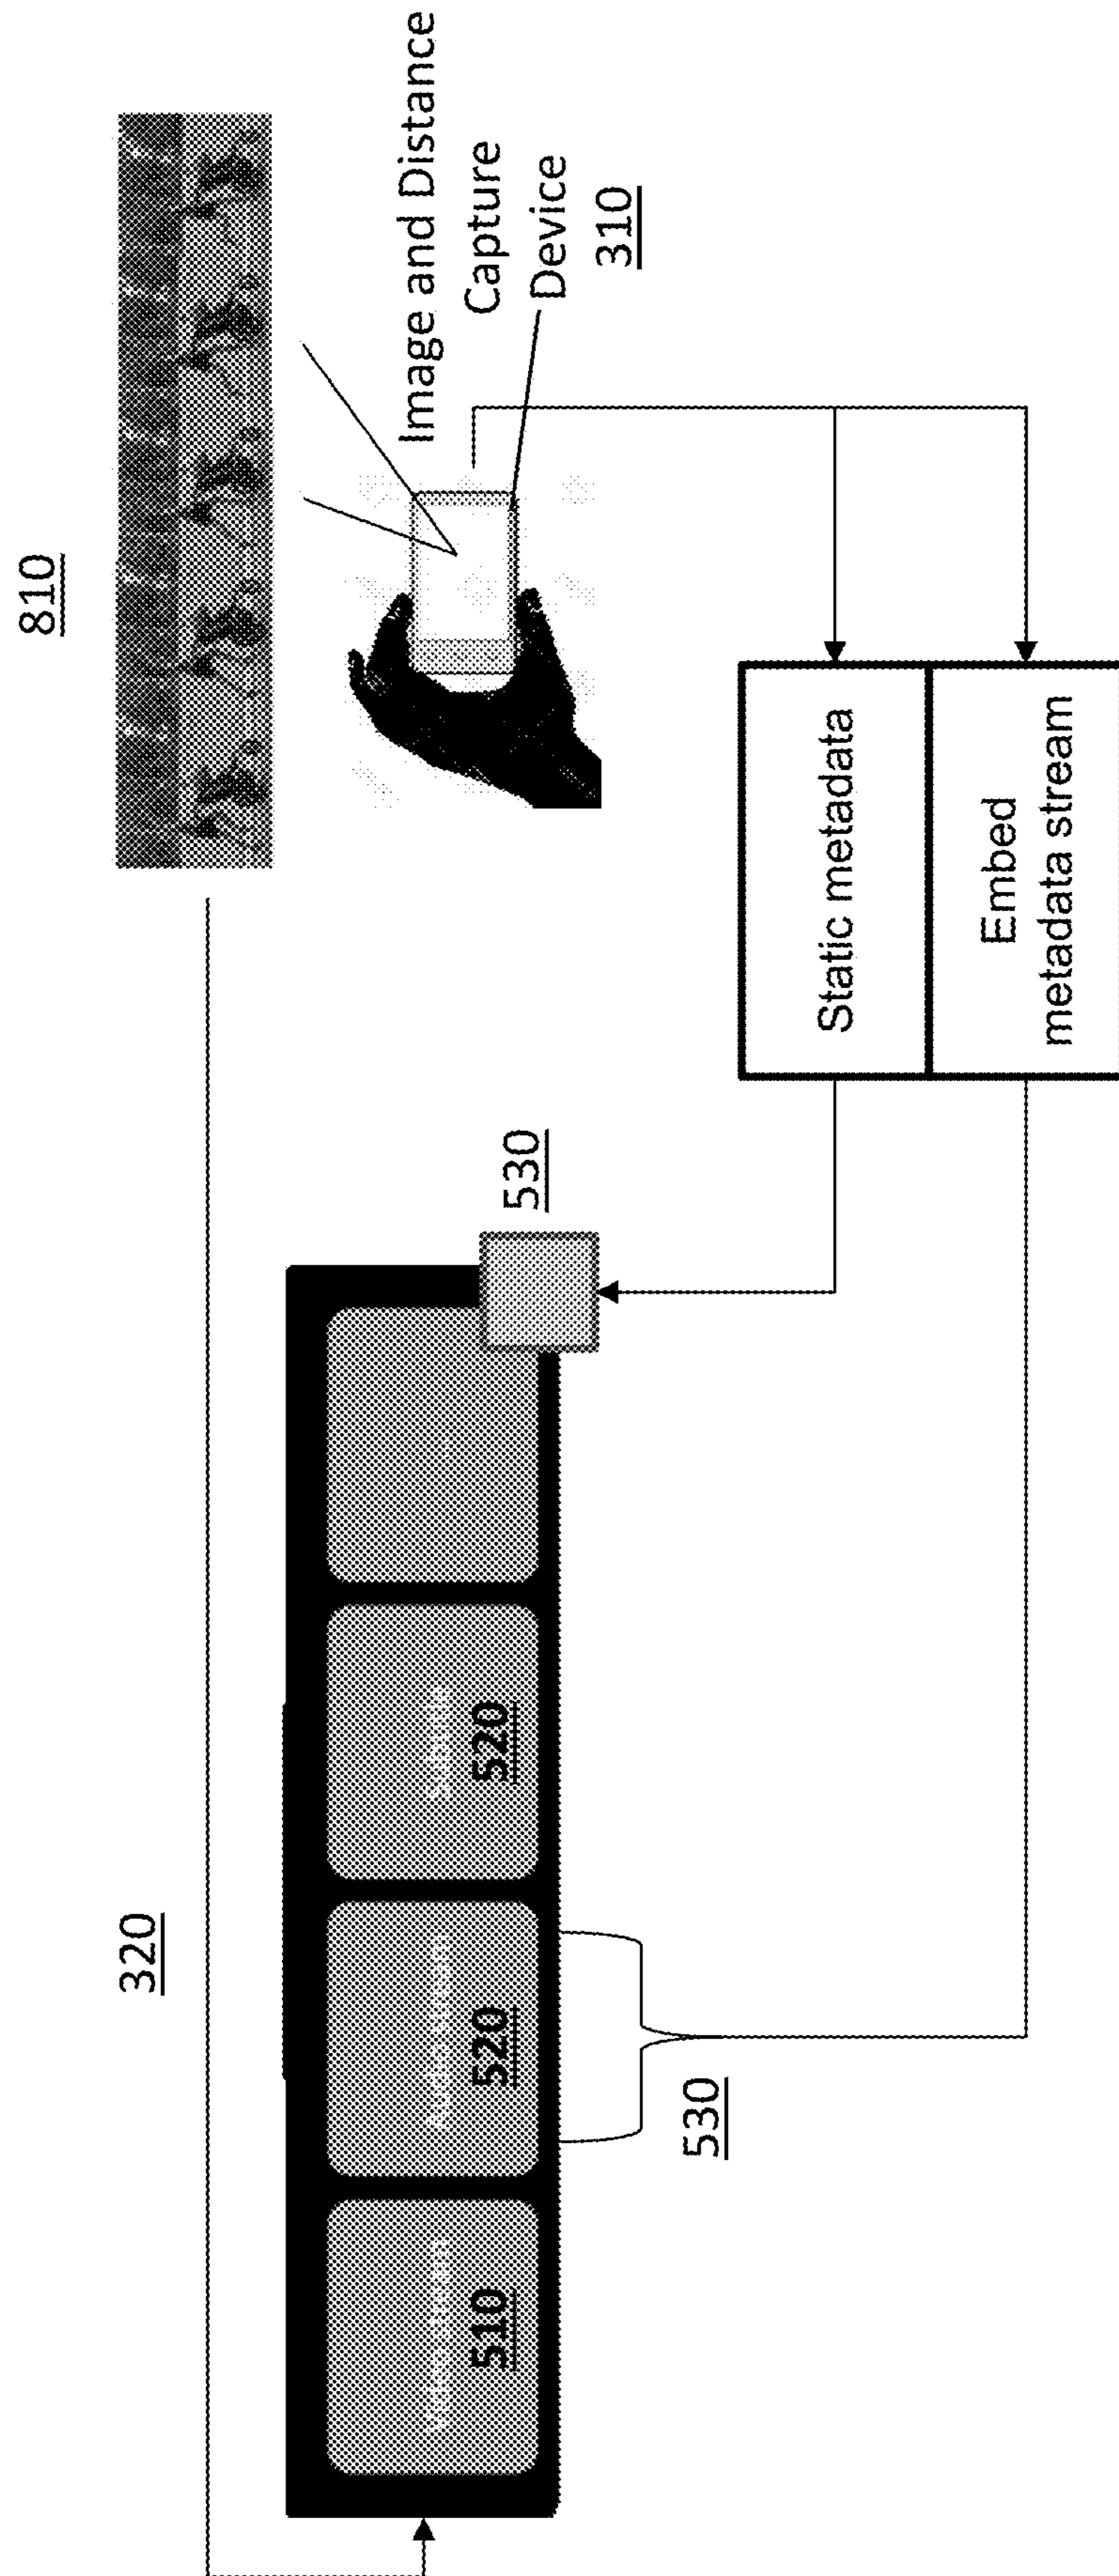 810
320
Image and Distance
Capture
Device
310
530
510
520
520
530
Static metadata
Embed
metadata stream